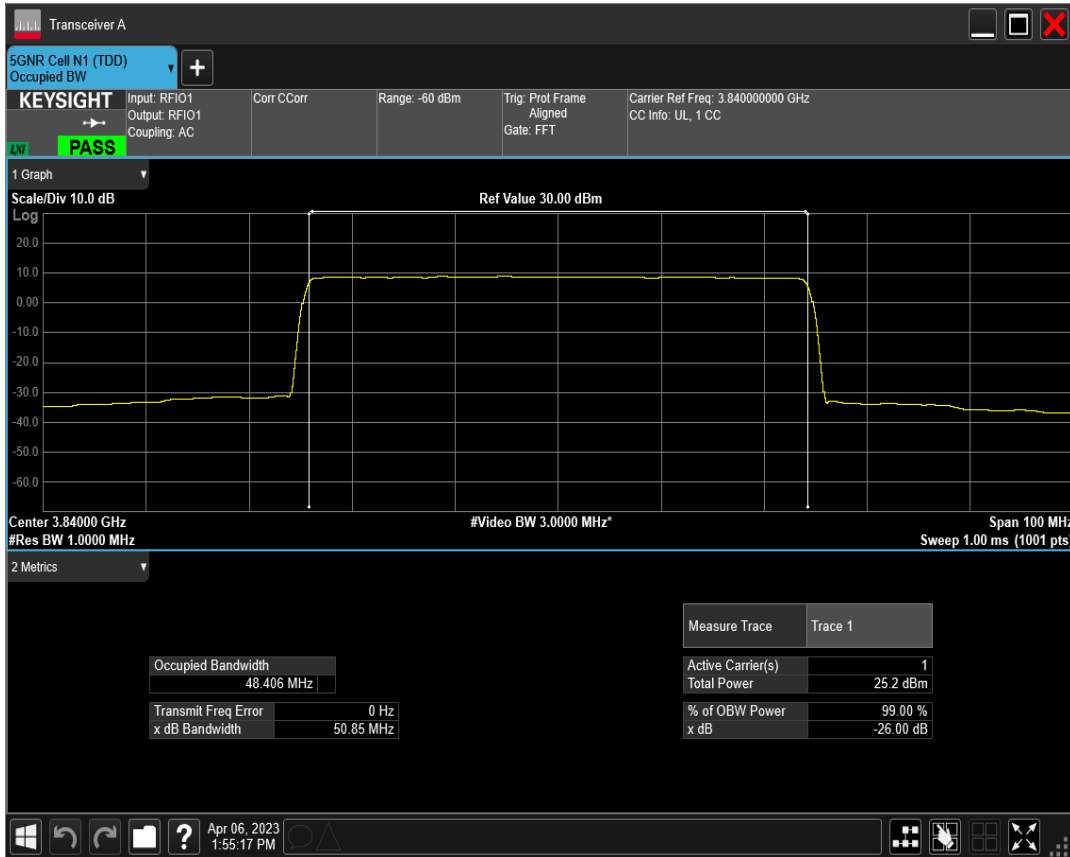 Transceiver A
5GNR Cell N1 (TDD)
Occupied BW
+
KEYSIGHT
LXI
PASS
Input: RFIO1
Output: RFIO1
Coupling: AC
Corr CCorr
Range: -60 dBm
Trig: Prot Frame
Aligned
Gate: FFT
Carrier Ref Freq: 3.840000000 GHz
CC Info: UL, 1 CC
1 Graph
Scale/Div 10.0 dB
Ref Value 30.00 dBm
Log
20.0
10.0
0.00
-10.0
-20.0
-30.0
-40.0
-50.0
-60.0
Center 3.84000 GHz
#Video BW 3.0000 MHz*
Span 100 MHz
#Res BW 1.0000 MHz
Sweep 1.00 ms (1001 pts)
2 Metrics
Measure Trace Trace 1
Occupied Bandwidth
48.406 MHz
Active Carrier(s) 1
Total Power 25.2 dBm
Transmit Freq Error 0 Hz
x dB Bandwidth 50.85 MHz
% of OBW Power 99.00 %
x dB -26.00 dB
?
Apr 06, 2023
1:55:17 PM